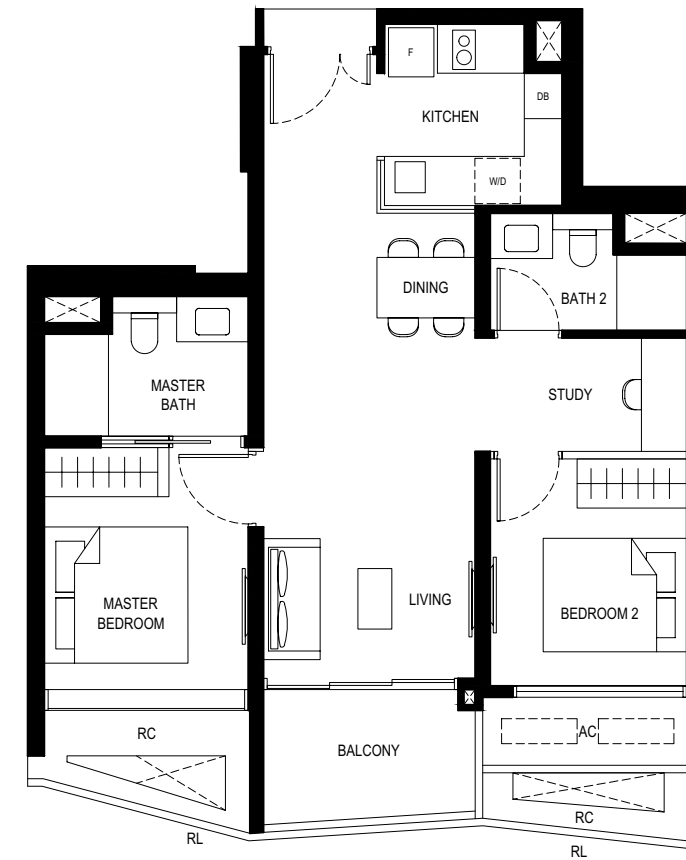 F
DB
KITCHEN
W/D
DINING
BATH 2
MASTER
BATH
STUDY
MASTER
BEDROOM
LIVING
BEDROOM 2
RC
AC
BALCONY
RC
RL
RL